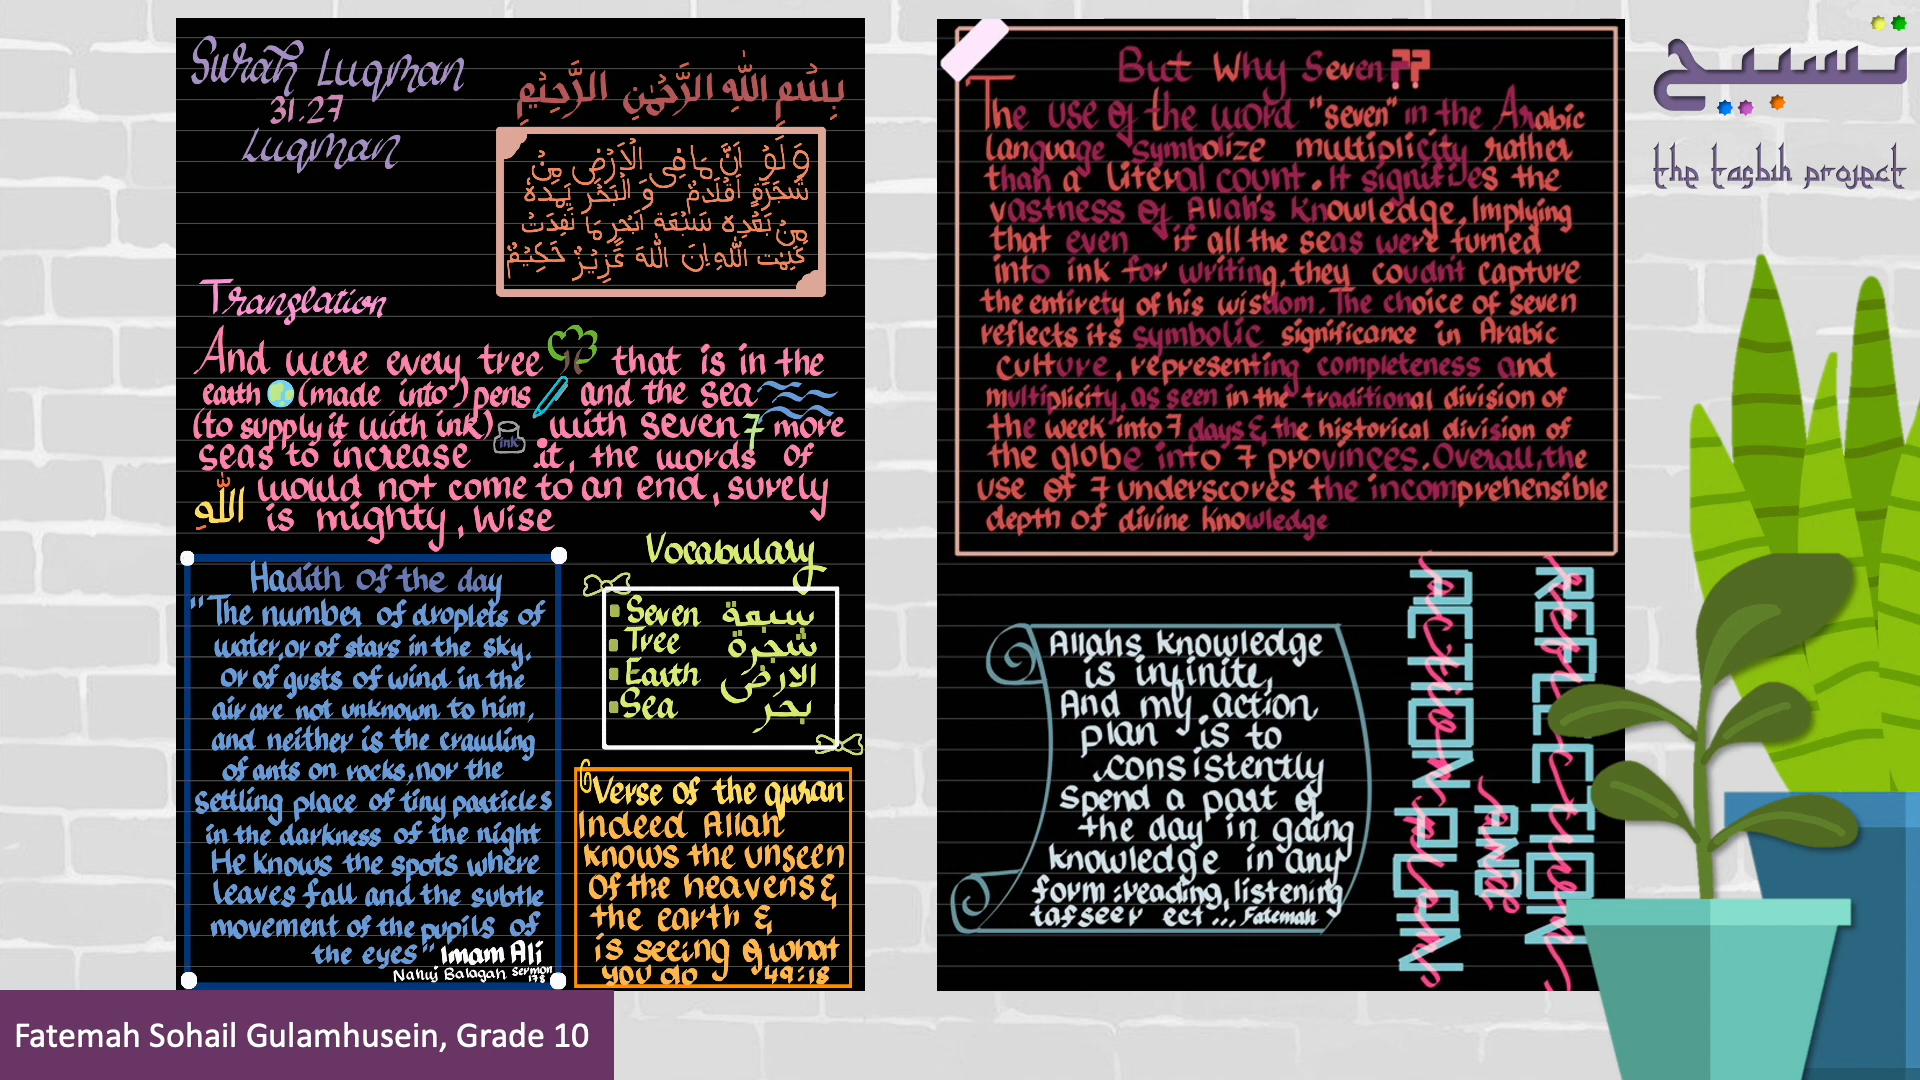 Surah Luqman
31.27
Luqman
بِسْمِ اللهِ الرَّحْمٰنِ الرَّحِيْمِ
وَ لَوْ اَنَّ مَا فِی الْاَرْضِ مِنْ
شَجَرَةٍ اَقْلَامٌ وَّ الْبَحْرُ یَمُدُّهٗ
مِنْۢ بَعْدِهٖ سَبْعَةُ اَبْحُرٍ مَّا نَفِدَتْ
كَلِمٰتُ اللّٰهِ اِنَّ اللّٰهَ عَزِیْزٌ حَكِیْمٌ
Translation
And were every tree that is in the
earth (made into) pens and the sea
(to supply it with ink) ink with seven 7 more
seas to increase it, the words of
اللّٰهِ would not come to an end, surely
is mighty, wise
Hadith of the day
"The number of droplets of
water,or of stars in the sky,
or of gusts of wind in the
air are not unknown to him,
and neither is the crawling
of ants on rocks,nor the
settling place of tiny particles
in the darkness of the night
He knows the spots where
leaves fall and the subtle
movement of the pupils of
the eyes" Imam Ali
Nahuj Balagah Sermon 178
Vocabulary
Seven سبعة
Tree شجرة
Earth الارض
Sea بحر
Verse of the quran
Indeed Allah
knows the unseen
of the heavens &
the earth &
is seeing of what
you do 49:18
But Why Seven??
The use of the word "seven" in the Arabic
language symbolize multiplicity rather
than a literal count. It signifies the
vastness of Allah's knowledge, Implying
that even if all the seas were turned
into ink for writing, they coudnt capture
the entirety of his wisdom. The choice of seven
reflects its symbolic significance in Arabic
culture, representing completeness and
multiplicity, as seen in the traditional division of
the week into 7 days & the historical division of
the globe into 7 provinces. Overall, the
use of 7 underscores the incomprehensible
depth of divine knowledge
Allahs knowledge
is infinite,
And my action
plan is to
consistently
spend a part of
the day in gaing
knowledge in any
form :reading, listening
tafseer ect... Fatemah
REFLECTION
AND
ACTION PLAN
reflection
and
action plan
تسبیح
the tasbih project
Fatemah Sohail Gulamhusein, Grade 10